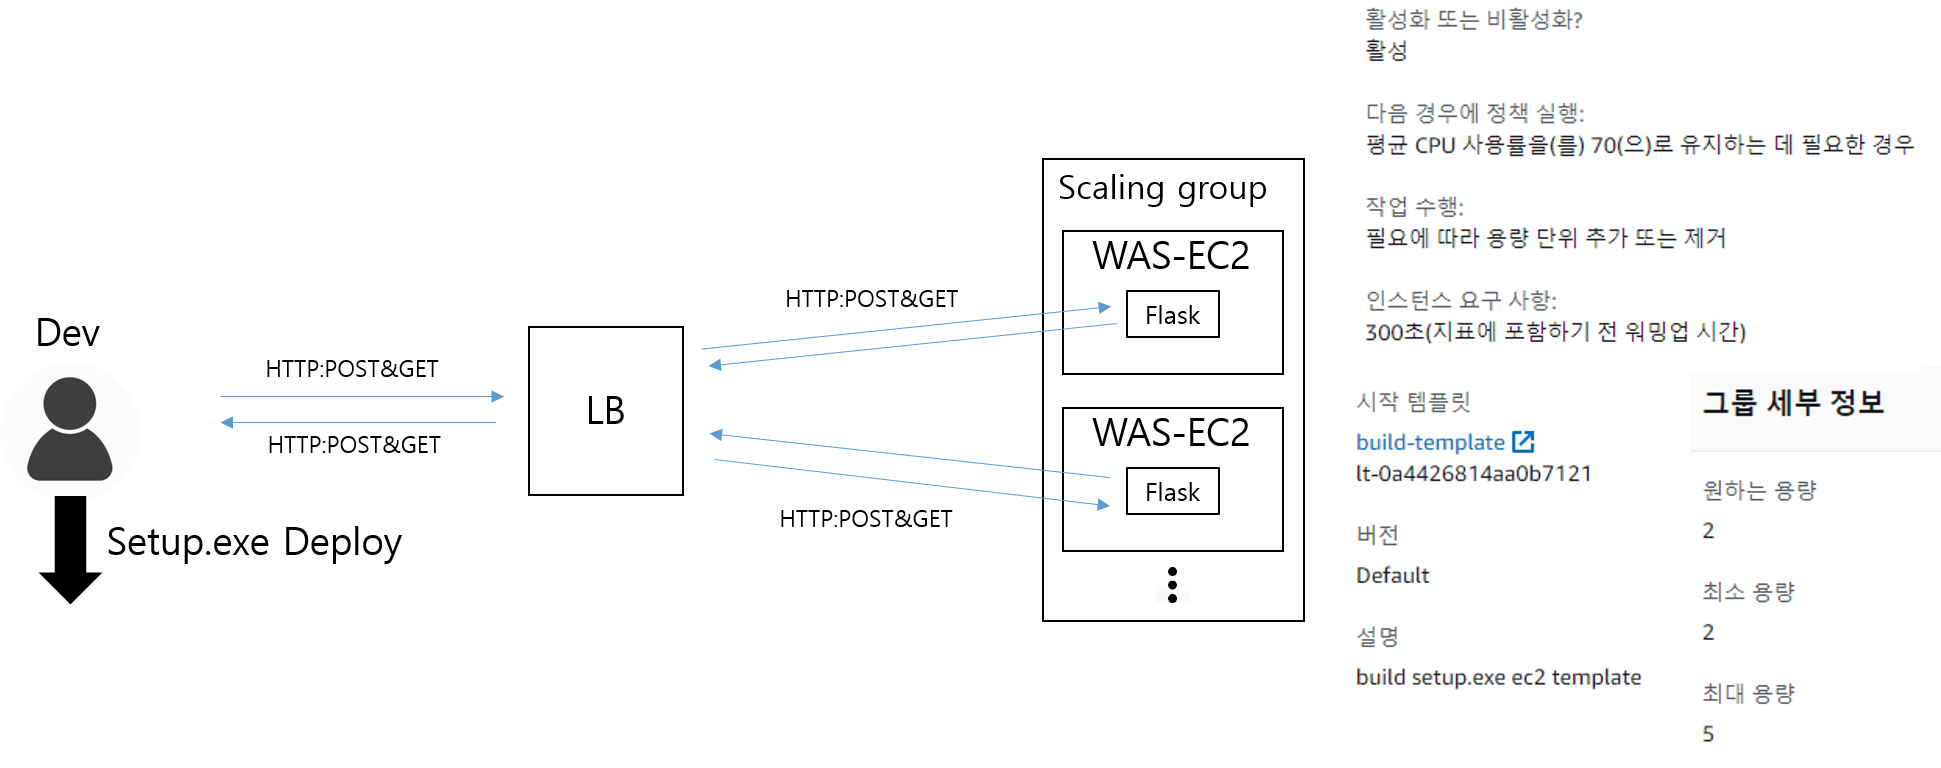 Dev
HTTP:POST&GET
HTTP:POST&GET
Setup.exe Deploy
LB
HTTP:POST&GET
HTTP:POST&GET
Scaling group
WAS-EC2
Flask
WAS-EC2
Flask
활성화 또는 비활성화?
활성
다음 경우에 정책 실행:
평균 CPU 사용률을(를) 70(으)로 유지하는 데 필요한 경우
작업 수행:
필요에 따라 용량 단위 추가 또는 제거
인스턴스 요구 사항:
300초(지표에 포함하기 전 워밍업 시간)
시작 템플릿
build-template
lt-0a4426814aa0b7121
버전
Default
설명
build setup.exe ec2 template
그룹 세부 정보
원하는 용량
2
최소 용량
2
최대 용량
5